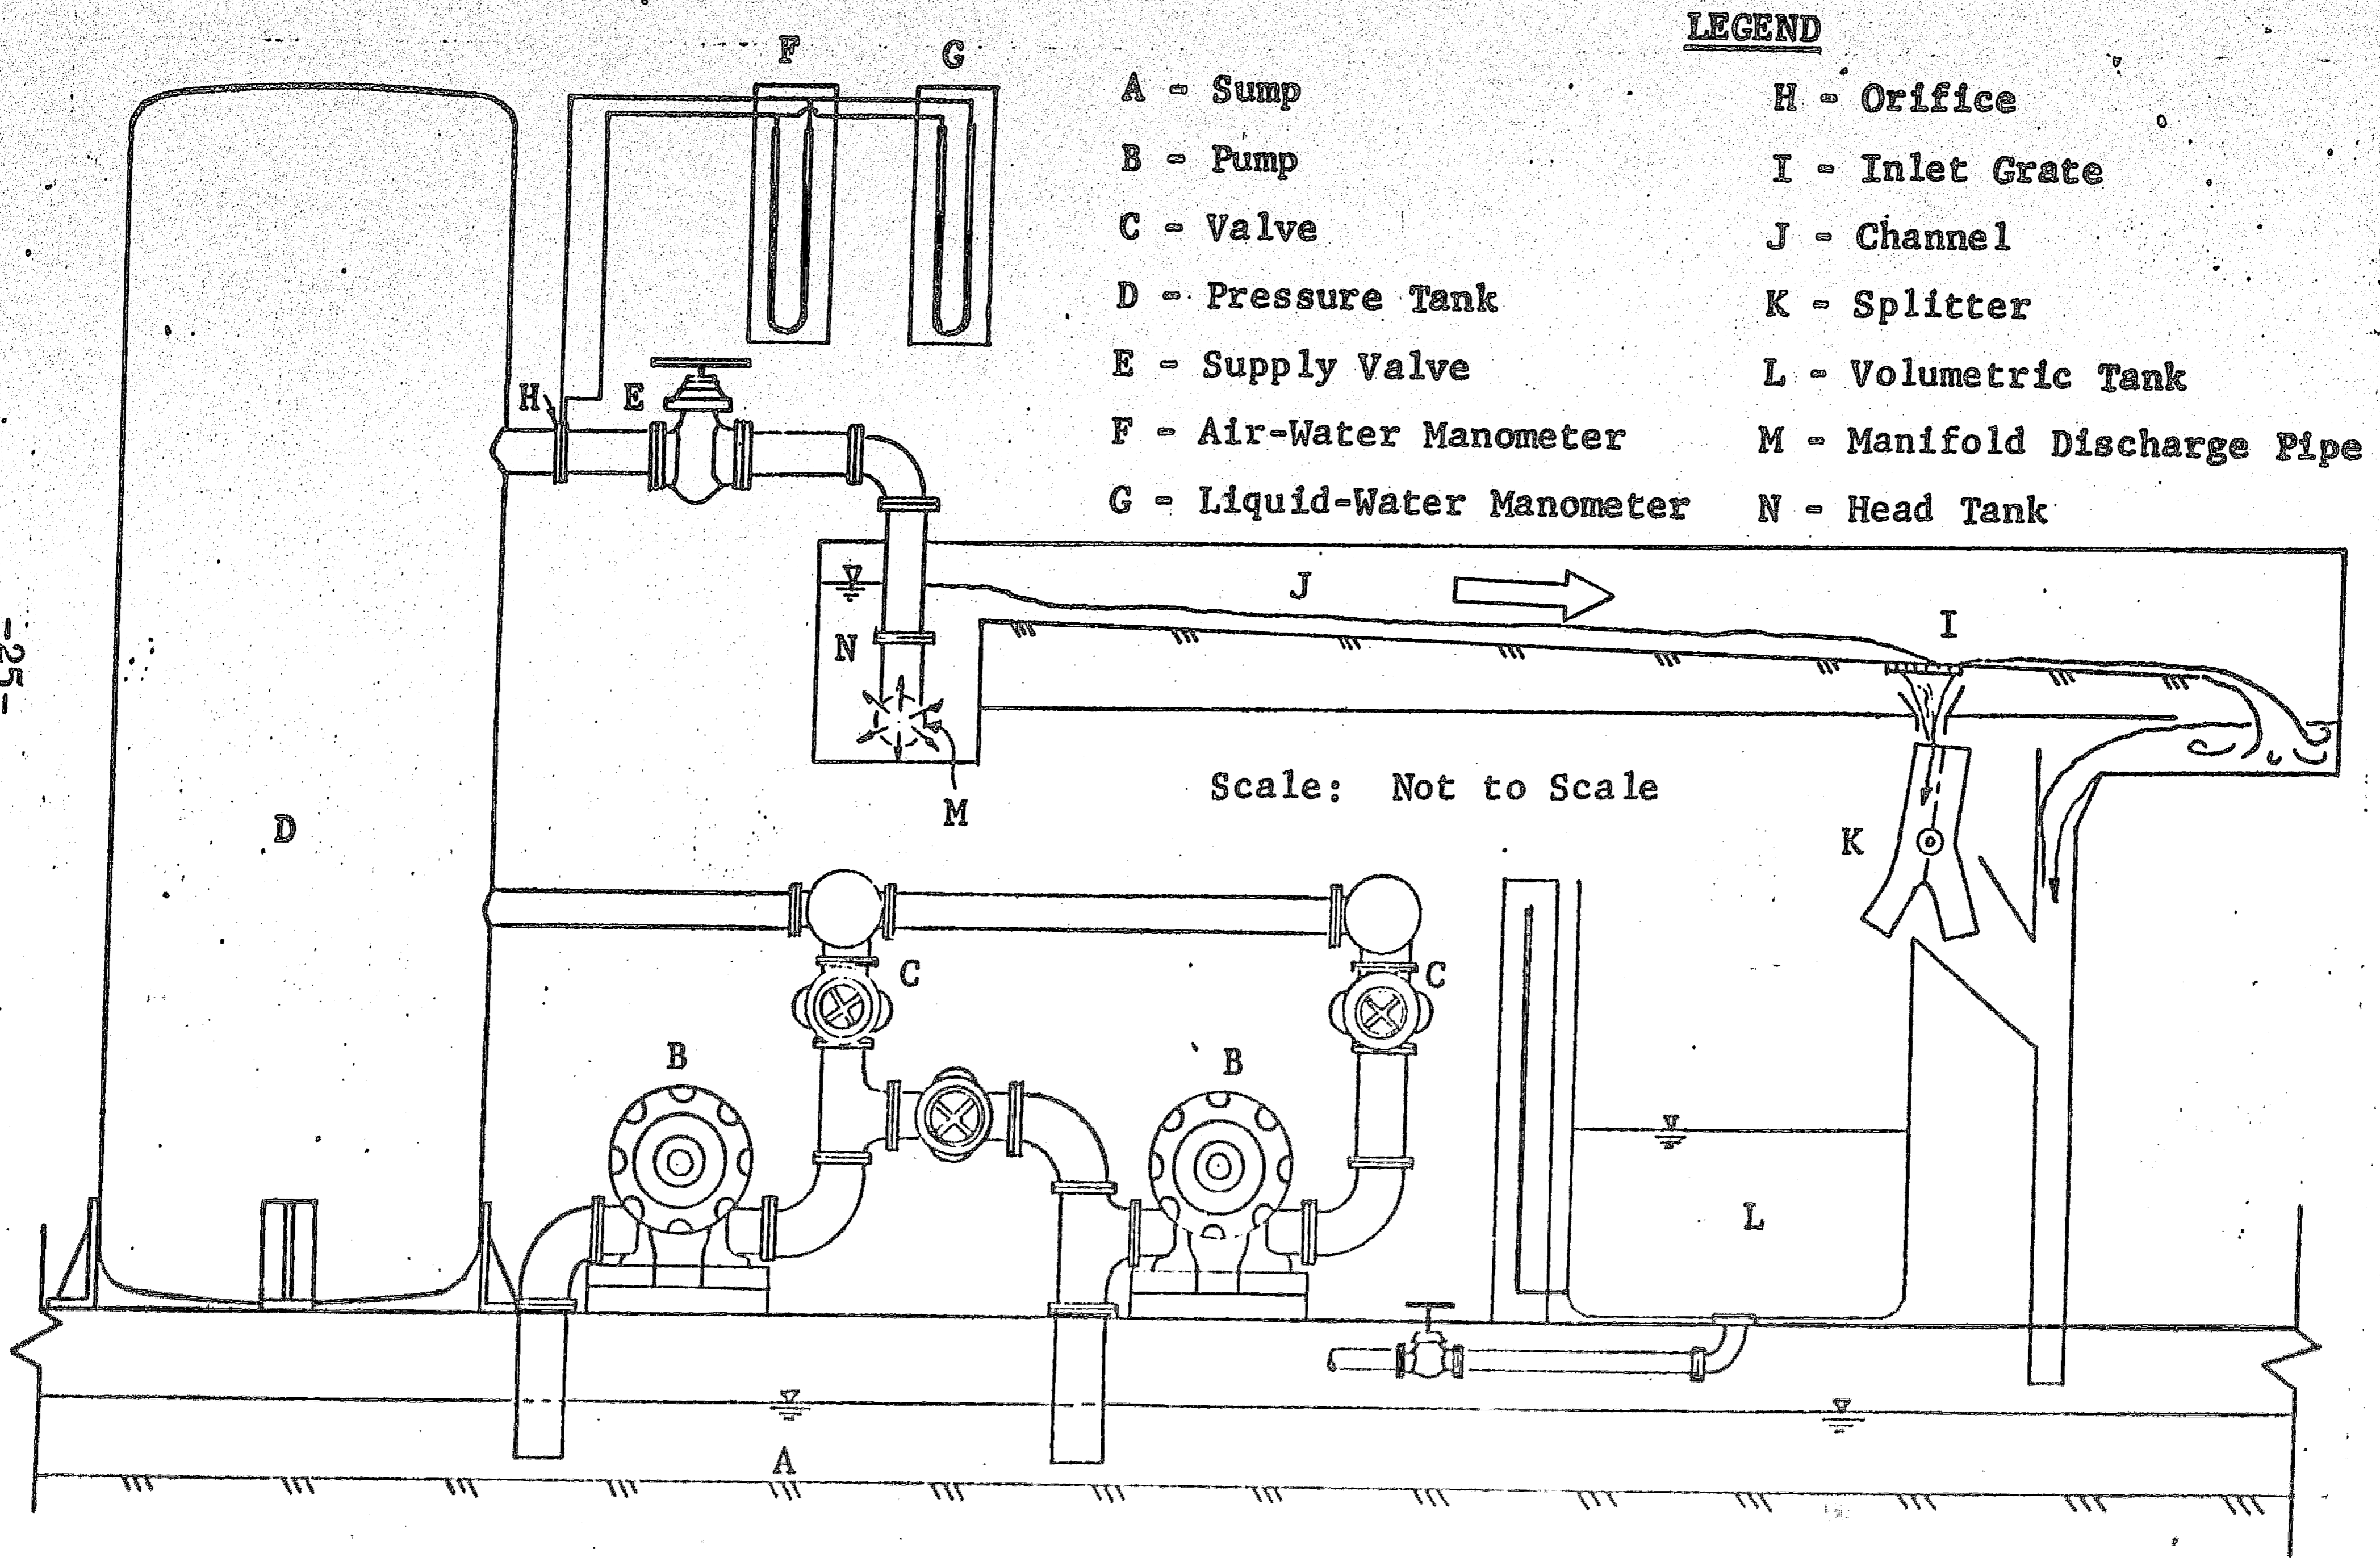 LEGEND
A - Sump
B - Pump
C - Valve
D - Pressure Tank
E - Supply Valve
F - Air-Water Manometer
G - Liquid-Water Manometer
H - Orifice
I - Inlet Grate
J - Channel
K - Splitter
L - Volumetric Tank
M - Manifold Discharge Pipe
N - Head Tank
F
G
H
E
J
I
N
M
Scale: Not to Scale
D
K
C
C
B
B
L
A
-25-